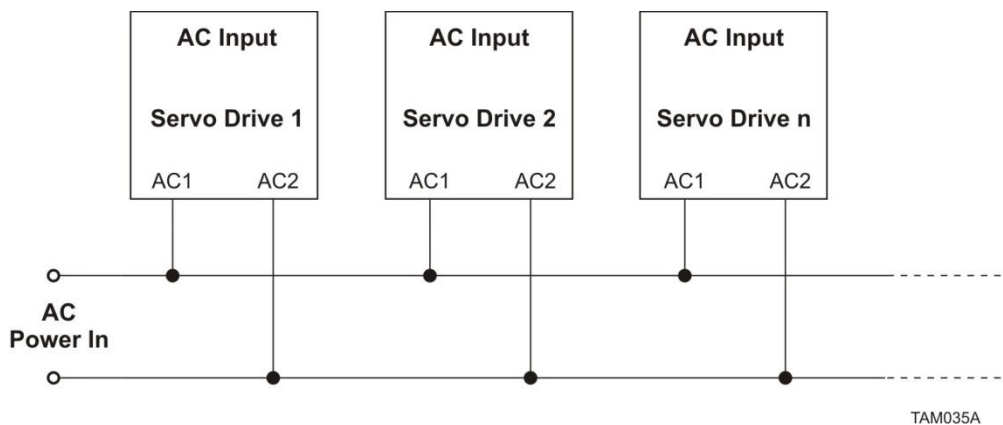 AC Input
Servo Drive 1
AC1 AC2
AC Input
Servo Drive 2
AC1 AC2
AC Input
Servo Drive n
AC1 AC2
AC
Power In
TAM035A